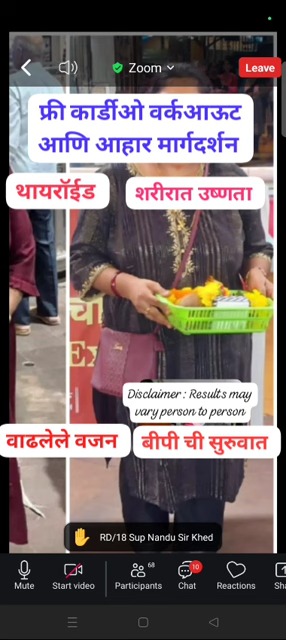 Zoom
Leave
फ्री कार्डीओ वर्कआऊट
आणि आहार मार्गदर्शन
थायरॉईड
शरीरात उष्णता
Disclaimer : Results may
vary person to person
वाढलेले वजन
बीपी ची सुरुवात
RD/18 Sup Nandu Sir Khed
68
10
Mute
Start video
Participants
Chat
Reactions